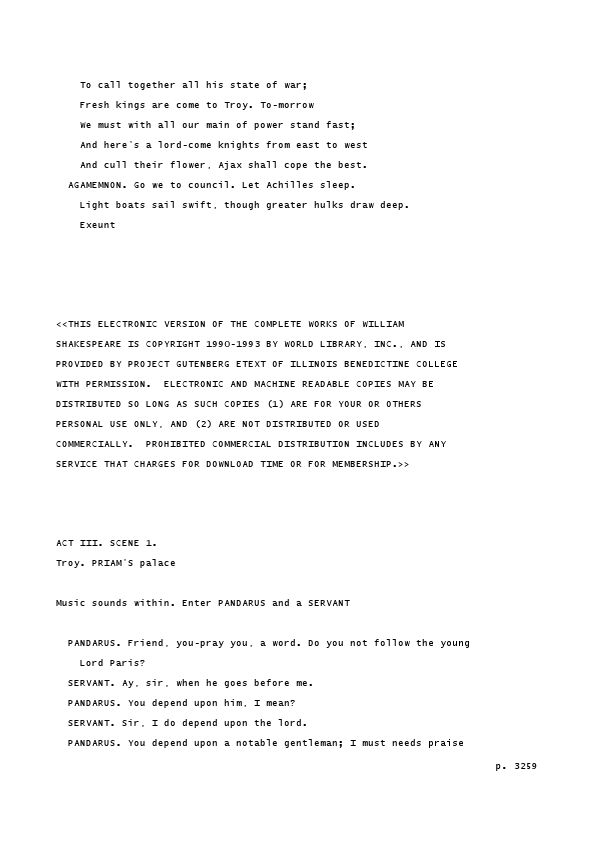 To call together all his state of war;
Fresh kings are come to Troy. To-morrow
We must with all our main of power stand fast;
And here's a lord-come knights from east to west
And cull their flower, Ajax shall cope the best.
AGAMEMNON. Go we to council. Let Achilles sleep.
Light boats sail swift, though greater hulks draw deep.
Exeunt
<<THIS ELECTRONIC VERSION OF THE COMPLETE WORKS OF WILLIAM
SHAKESPEARE IS COPYRIGHT 1990-1993 BY WORLD LIBRARY, INC., AND IS
PROVIDED BY PROJECT GUTENBERG ETEXT OF ILLINOIS BENEDICTINE COLLEGE
WITH PERMISSION.  ELECTRONIC AND MACHINE READABLE COPIES MAY BE
DISTRIBUTED SO LONG AS SUCH COPIES (1) ARE FOR YOUR OR OTHERS
PERSONAL USE ONLY, AND (2) ARE NOT DISTRIBUTED OR USED
COMMERCIALLY.  PROHIBITED COMMERCIAL DISTRIBUTION INCLUDES BY ANY
SERVICE THAT CHARGES FOR DOWNLOAD TIME OR FOR MEMBERSHIP.>>
ACT III. SCENE 1.
Troy. PRIAM'S palace
Music sounds within. Enter PANDARUS and a SERVANT
PANDARUS. Friend, you-pray you, a word. Do you not follow the young
Lord Paris?
SERVANT. Ay, sir, when he goes before me.
PANDARUS. You depend upon him, I mean?
SERVANT. Sir, I do depend upon the lord.
PANDARUS. You depend upon a notable gentleman; I must needs praise
p. 3259